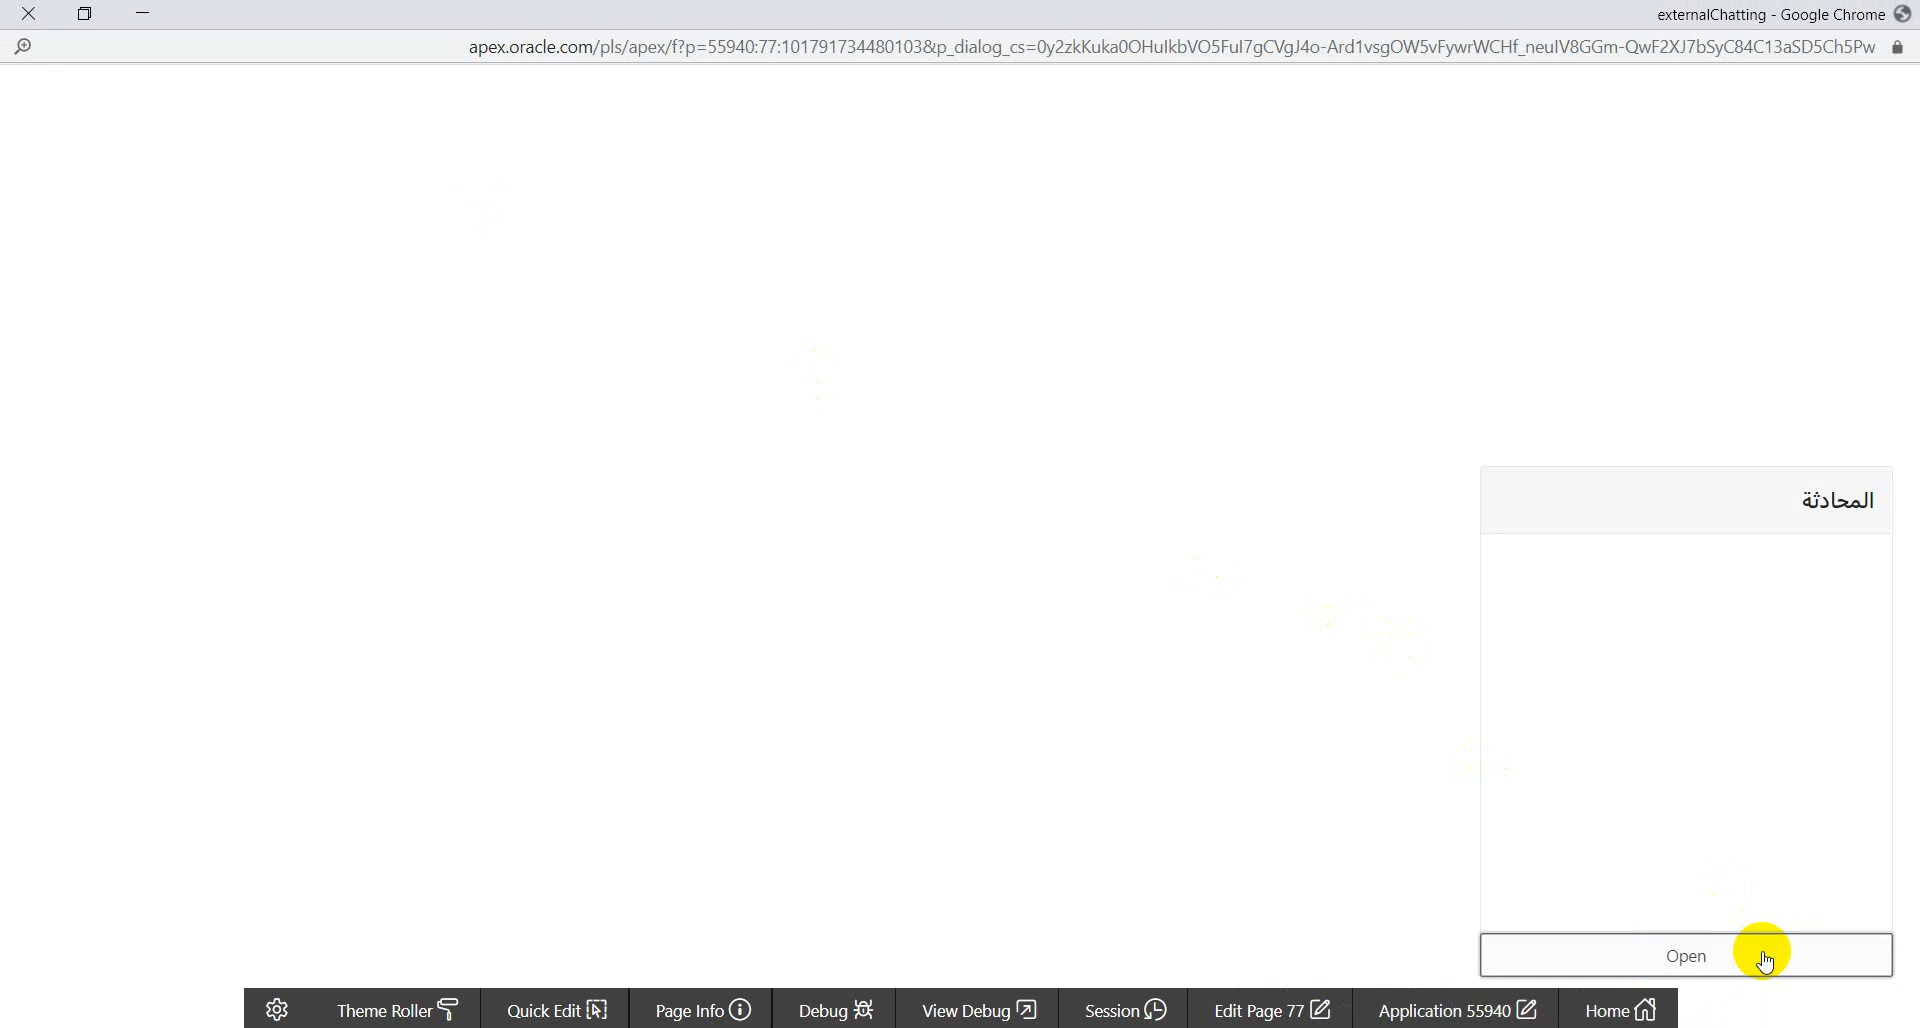 externalChatting - Google Chrome
apex.oracle.com/pls/apex/f?p=55940:77:101791734480103&p_dialog_cs=0y2zkKuka0OHulkbVO5Ful7gCVgJ4o-Ard1vsgOW5vFywrWCHf_neulV8GGm-QwF2XJ7bSyC84C13aSD5Ch5Pw
المحادثة
Open
Theme Roller
Quick Edit
Page Info
Debug
View Debug
Session
Edit Page 77
Application 55940
Home